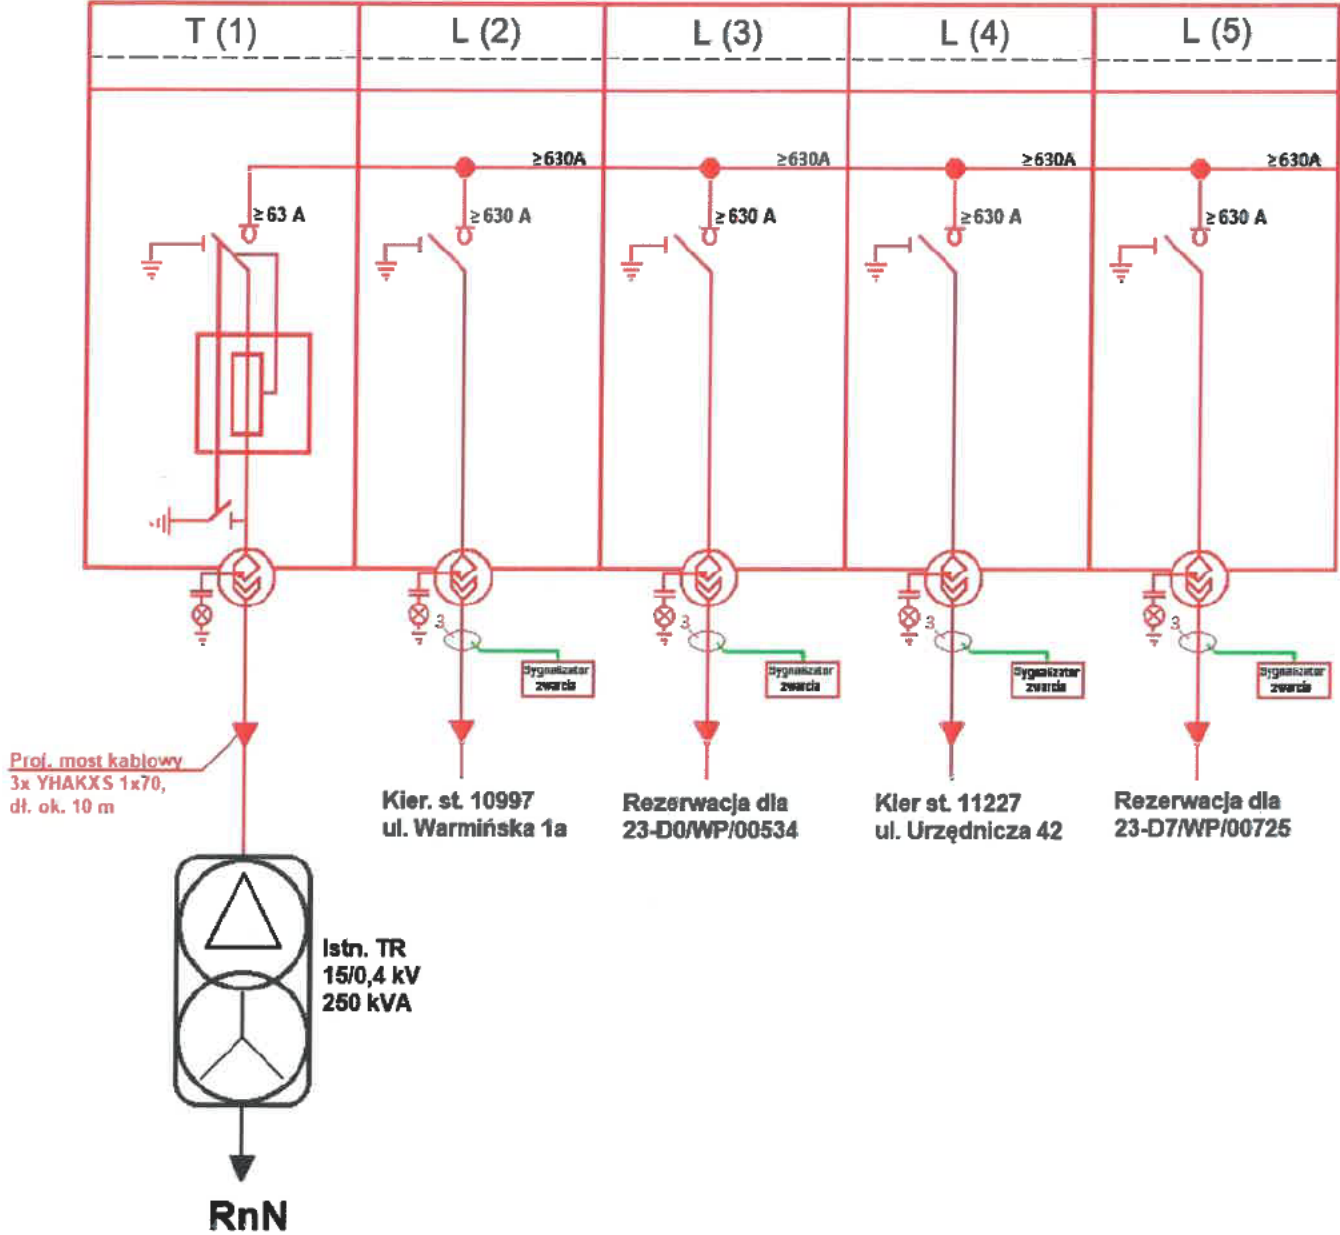 T (1)
L (2)
L (3)
L (4)
L (5)
≥630A
≥630A
≥630A
≥630A
≥63 A
≥630 A
≥630 A
≥630 A
≥630 A
3
3
3
3
Sygnalizator
zwarcia
Sygnalizator
zwarcia
Sygnalizator
zwarcia
Sygnalizator
zwarcia
Proj. most kablowy
3x YHAKXS 1x70,
dł. ok. 10 m
Kier. st. 10997
ul. Warmińska 1a
Rezerwacja dla
23-D0/WP/00534
Kier st. 11227
ul. Urzędnicza 42
Rezerwacja dla
23-D7/WP/00725
Istn. TR
15/0,4 kV
250 kVA
RnN